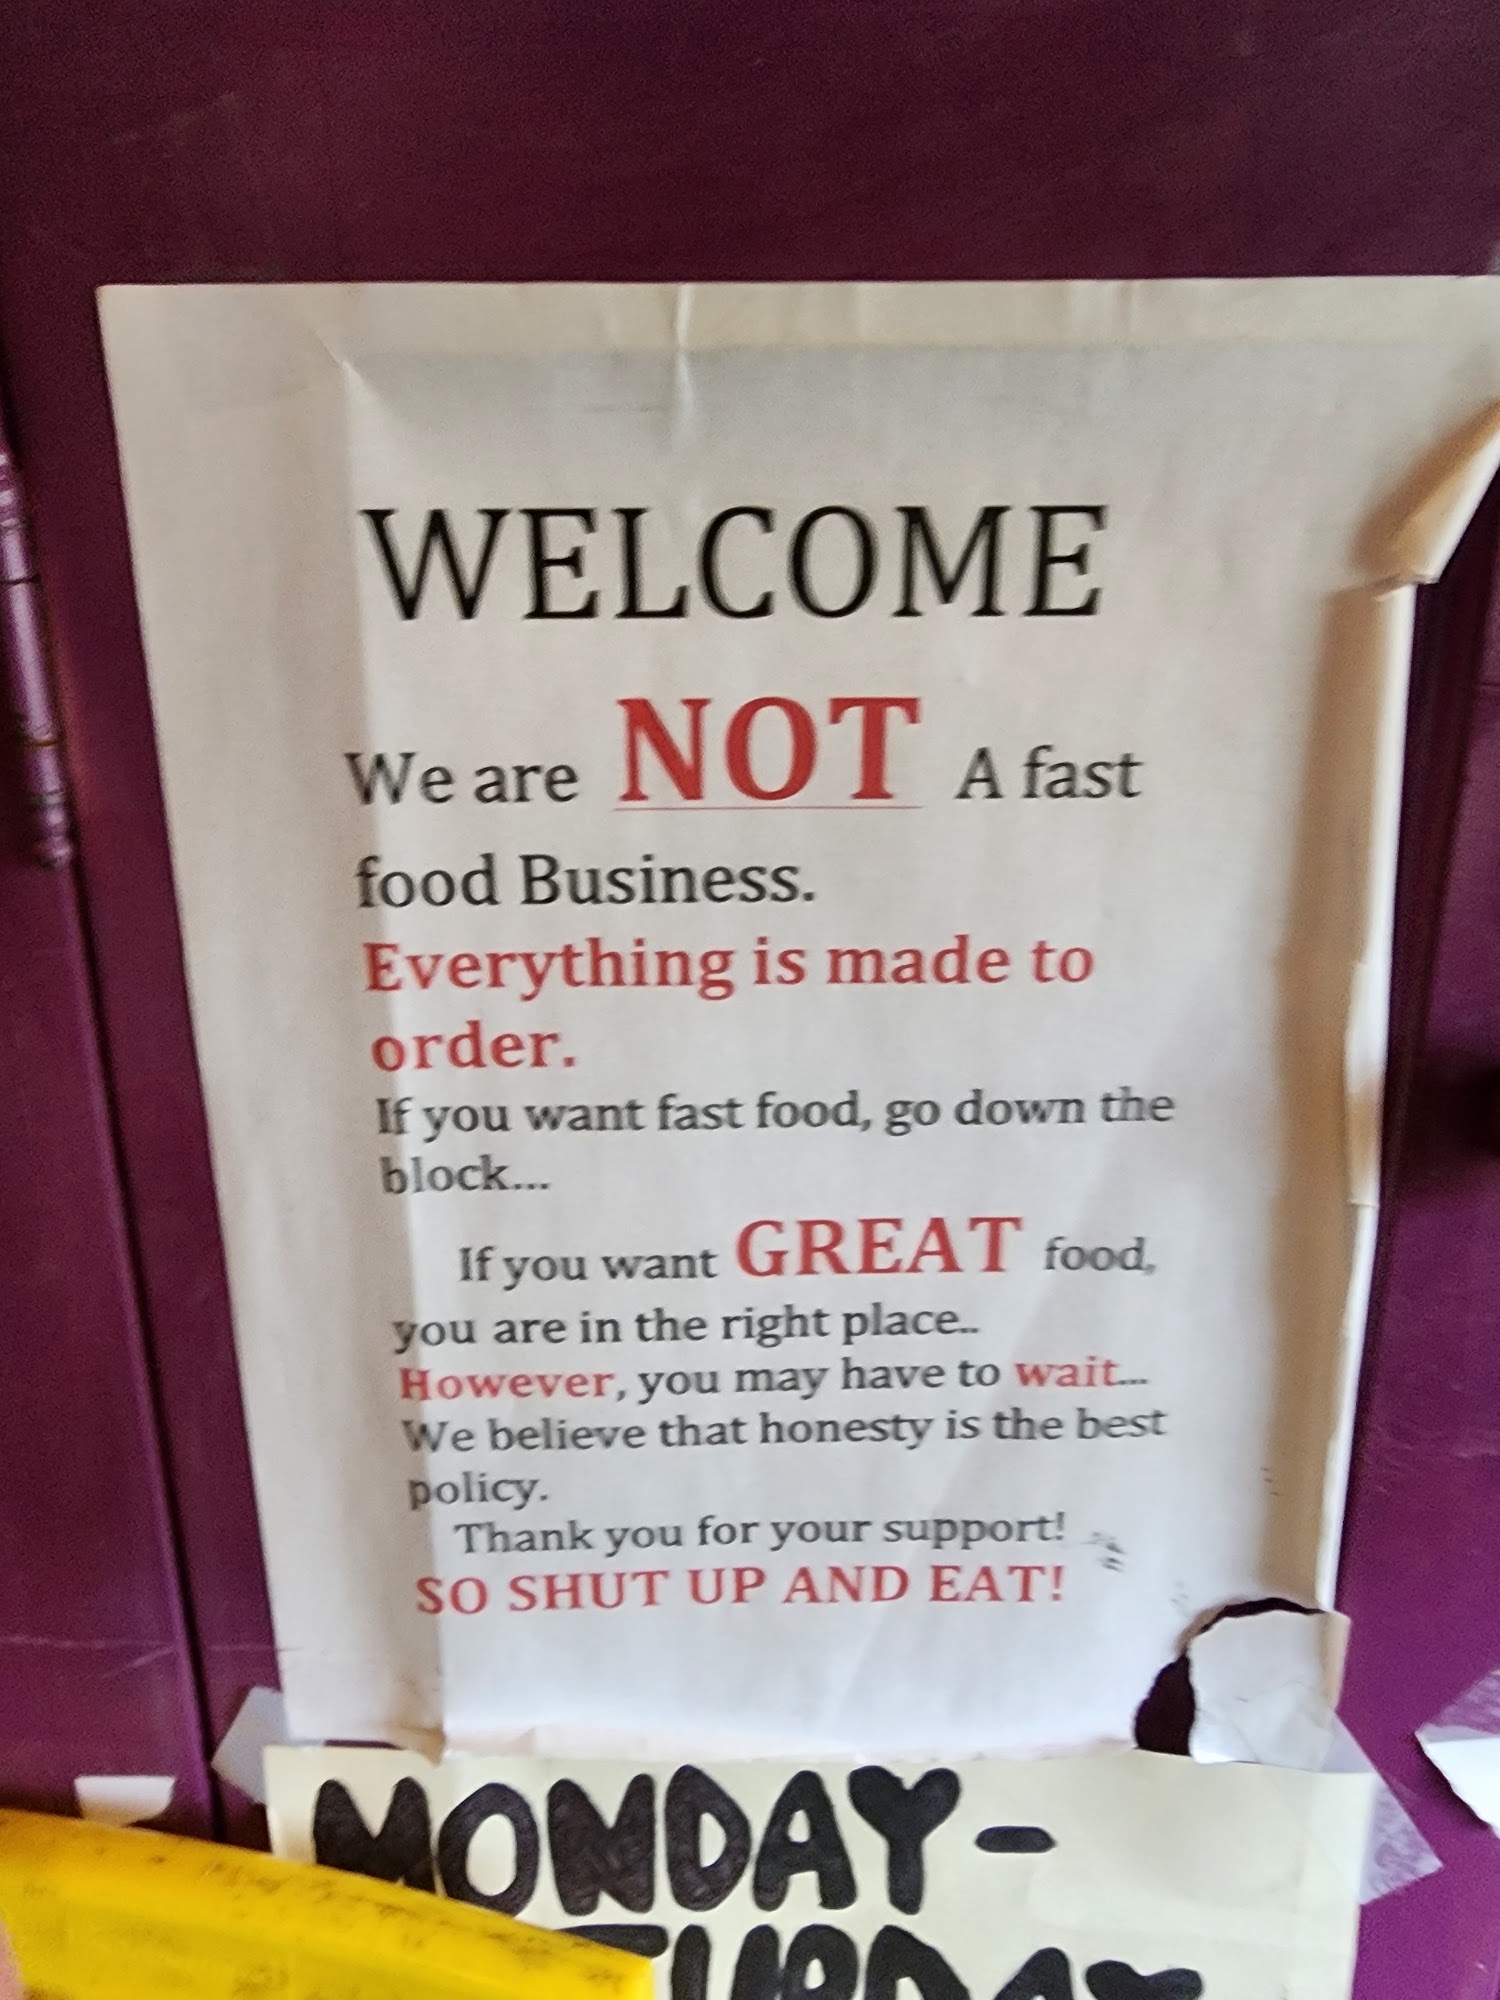 WELCOME
We are NOT A fast
food Business.
Everything is made to
order.
If you want fast food, go down the
block...
If you want GREAT food,
you are in the right place..
However, you may have to wait...
We believe that honesty is the best
policy.
Thank you for your support!
SO SHUT UP AND EAT!
MONDAY-